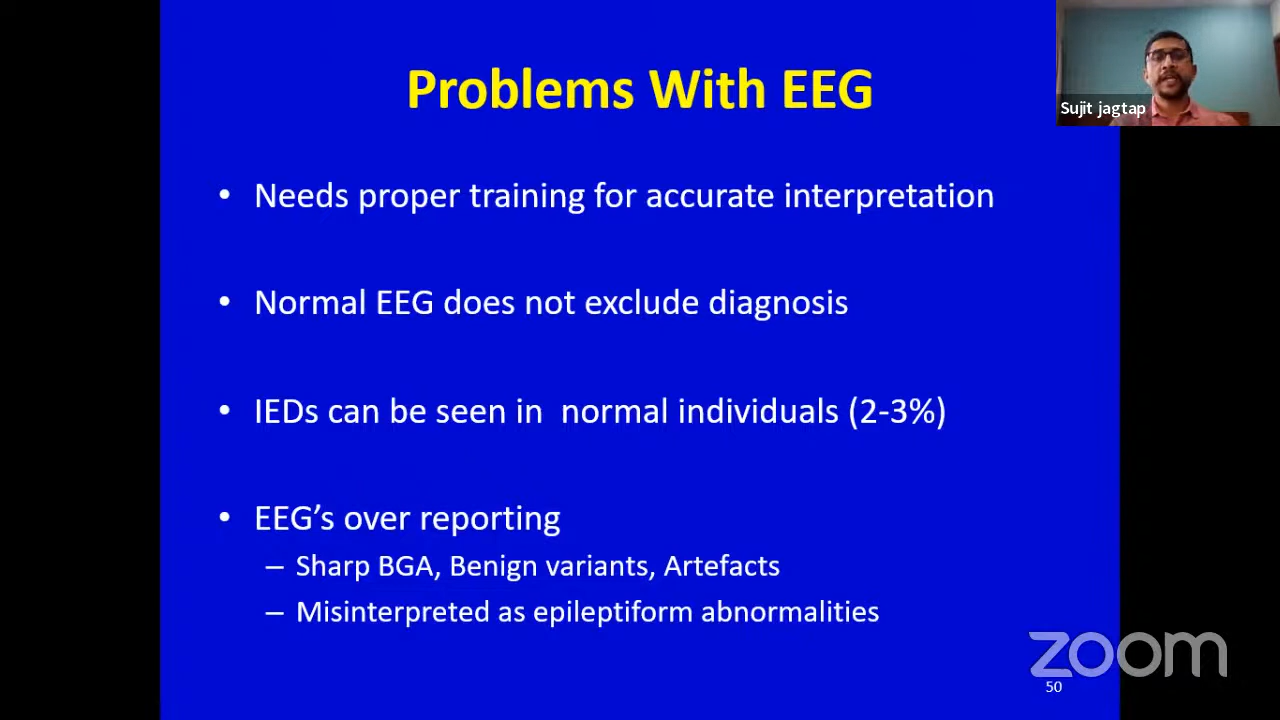 Problems With EEG
Sujit jagtap
• Needs proper training for accurate interpretation
• Normal EEG does not exclude diagnosis
• IEDs can be seen in  normal individuals (2-3%)
• EEG’s over reporting
– Sharp BGA, Benign variants, Artefacts
– Misinterpreted as epileptiform abnormalities
zoom
50